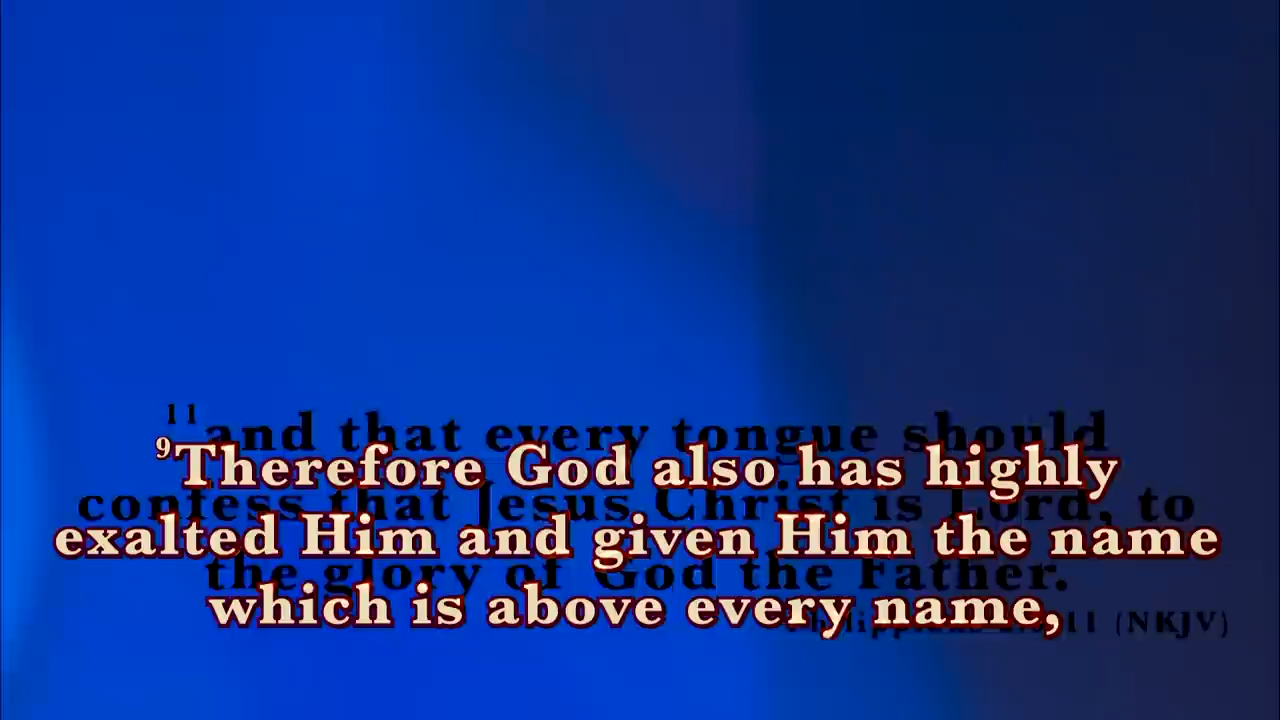 ⁹Therefore God also has highly
exalted Him and given Him the name
which is above every name,
¹¹and that every tongue should
confess that Jesus Christ is Lord, to
the glory of God the Father.
11 (NKJV)